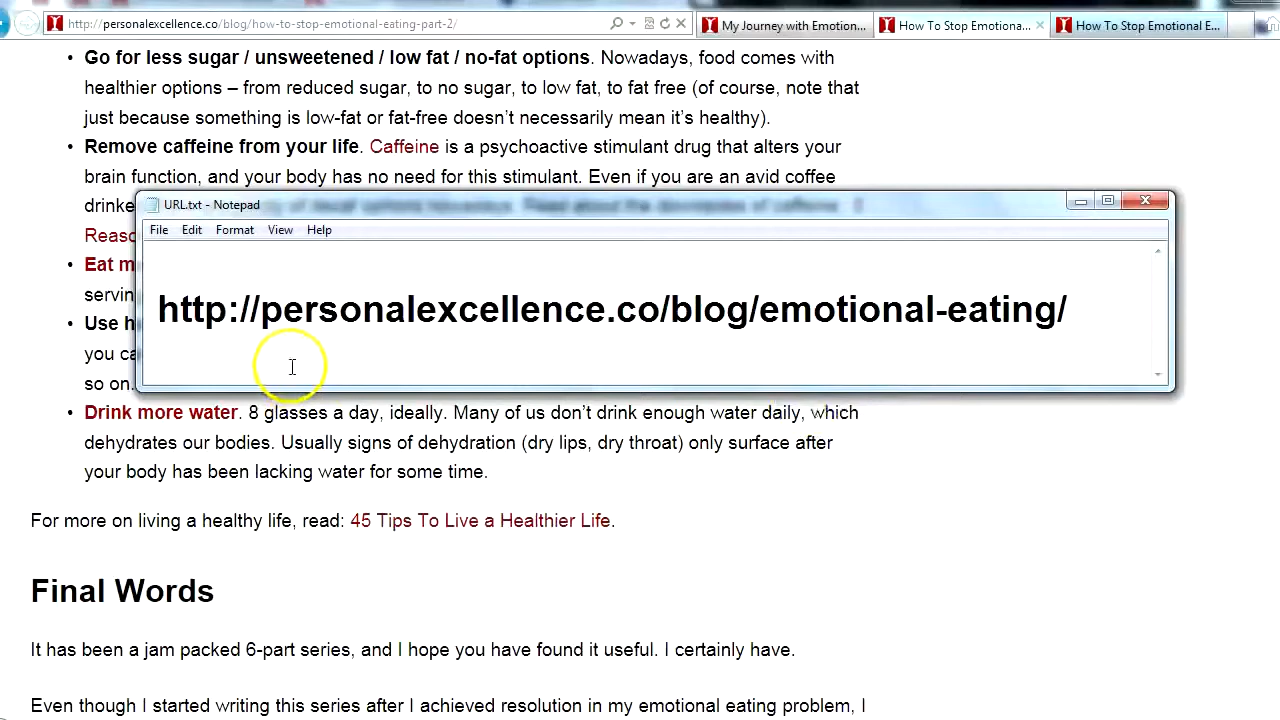 http://personalexcellence.co/blog/how-to-stop-emotional-eating-part-2/
My Journey with Emotion...
How To Stop Emotiona...
How To Stop Emotional E...
• Go for less sugar / unsweetened / low fat / no-fat options. Nowadays, food comes with
healthier options – from reduced sugar, to no sugar, to low fat, to fat free (of course, note that
just because something is low-fat or fat-free doesn’t necessarily mean it’s healthy).
• Remove caffeine from your life. Caffeine is a psychoactive stimulant drug that alters your
brain function, and your body has no need for this stimulant. Even if you are an avid coffee
drinke
URL.txt - Notepad
File Edit Format View Help
Reaso
• Eat m
servin
http://personalexcellence.co/blog/emotional-eating/
• Use h
you ca
so on.
• Drink more water. 8 glasses a day, ideally. Many of us don’t drink enough water daily, which
dehydrates our bodies. Usually signs of dehydration (dry lips, dry throat) only surface after
your body has been lacking water for some time.
For more on living a healthy life, read: 45 Tips To Live a Healthier Life.
Final Words
It has been a jam packed 6-part series, and I hope you have found it useful. I certainly have.
Even though I started writing this series after I achieved resolution in my emotional eating problem, I